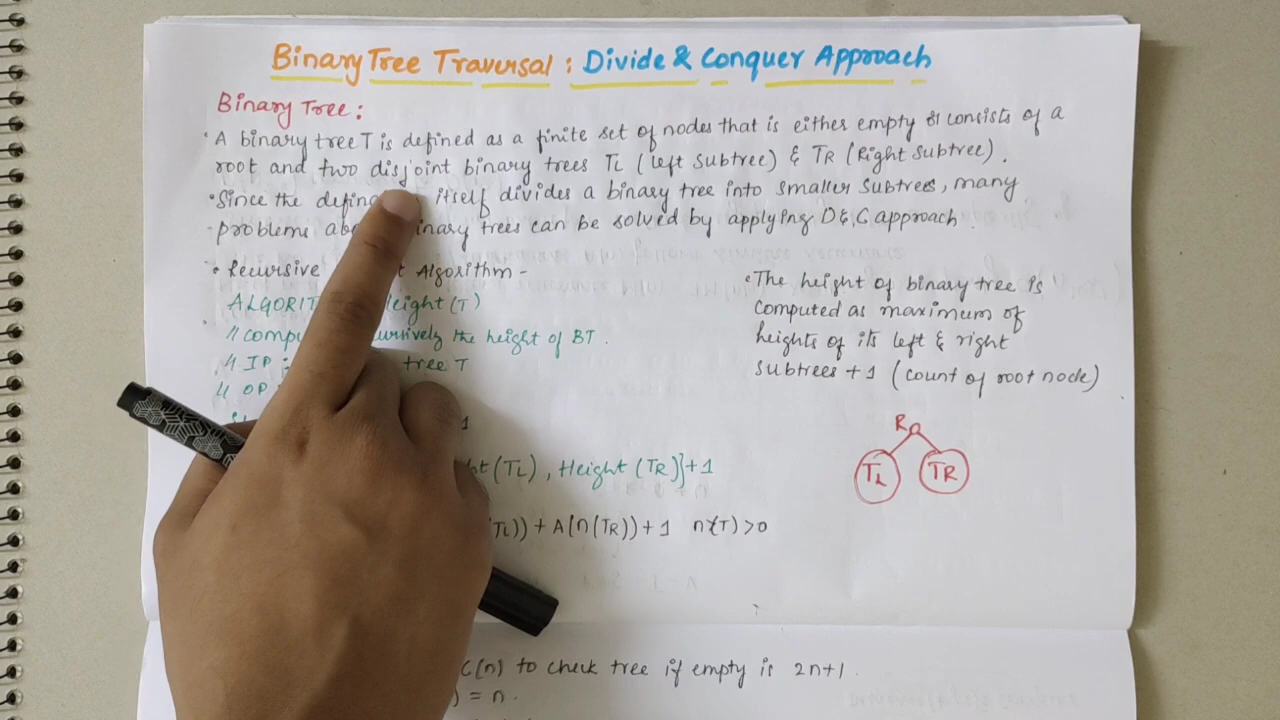 Binary Tree Traversal : Divide & Conquer Approach
Binary Tree :
• A binary tree T is defined as a finite set of nodes that is either empty or consists of a
root and two disjoint binary trees TL (left subtree) & TR (Right subtree) .
• Since the itself divides a binary tree into smaller subtrees, many
problems trees can be solved by applying D & C approach .
• Recursive Algorithm -
(T)
// the height of BT .
// IP : tree T
// OP
1
(TL) , Height (TR)}+1
(TL)) + A(n(TR)) + 1 n(T) > 0
• The height of binary tree is
computed as maximum of
heights of its left & right
subtrees + 1 (count of root node)
R
TL TR
C(n) to check tree if empty is 2n+1 .
) = n .